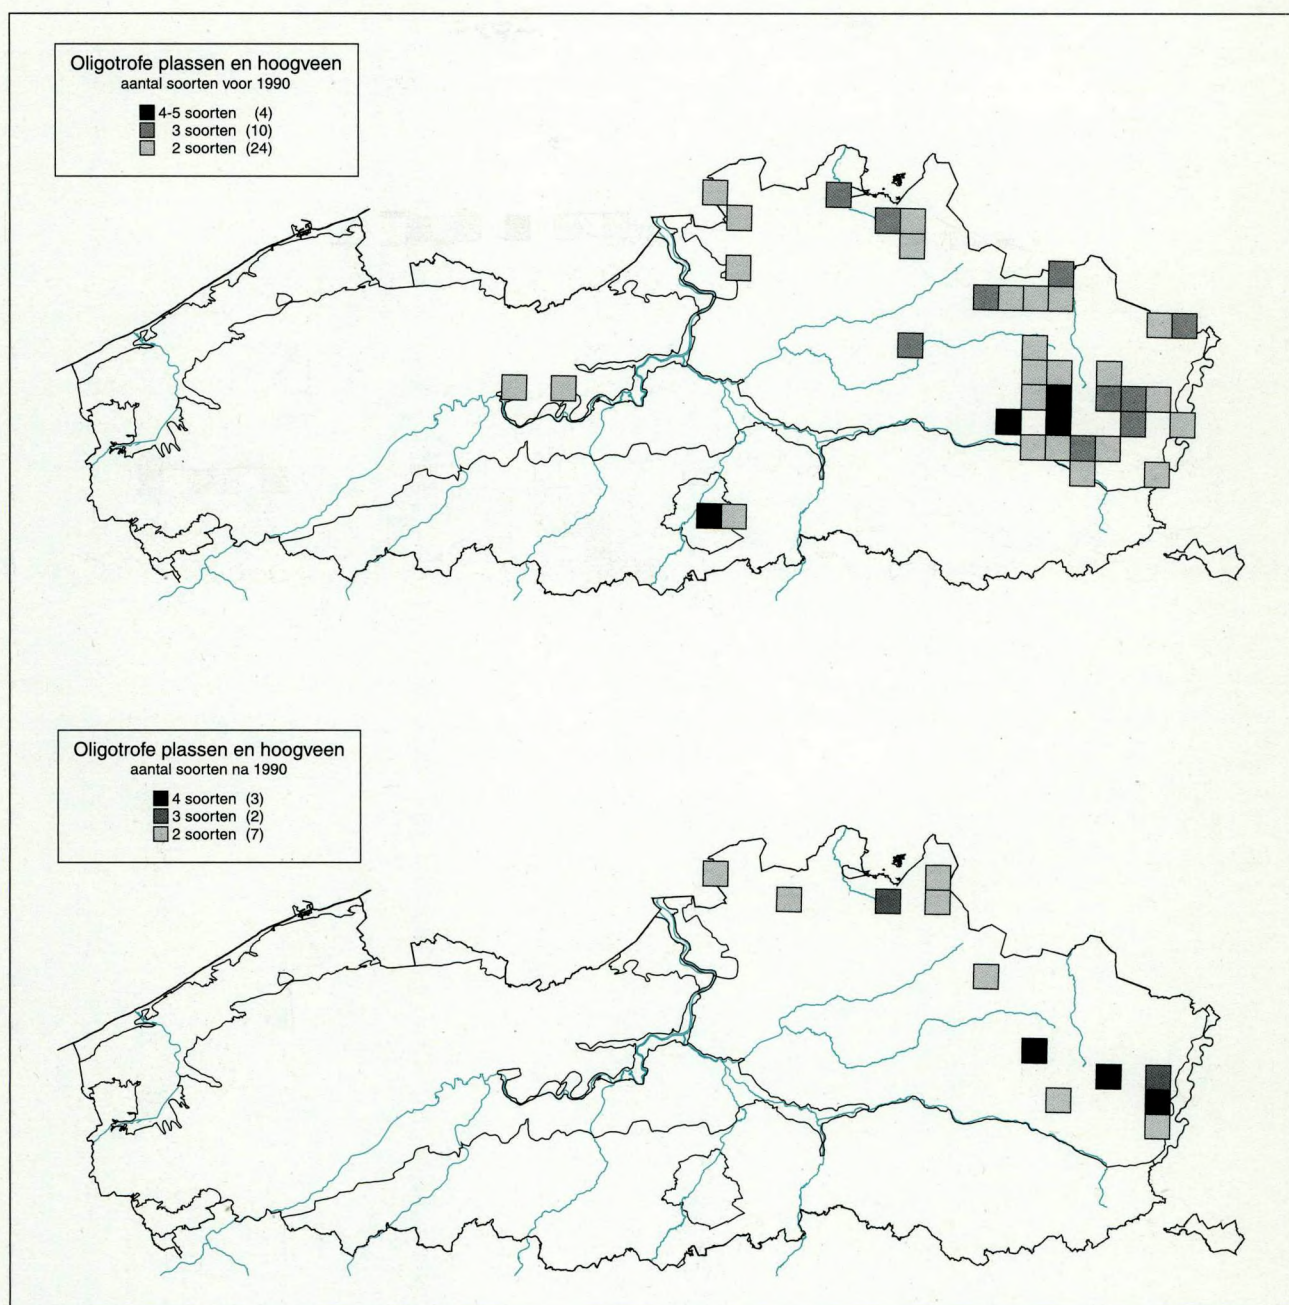 Oligotrofe plassen en hoogveen
aantal soorten voor 1990
4-5 soorten (4)
3 soorten (10)
2 soorten (24)
Oligotrofe plassen en hoogveen
aantal soorten na 1990
4 soorten (3)
3 soorten (2)
2 soorten (7)